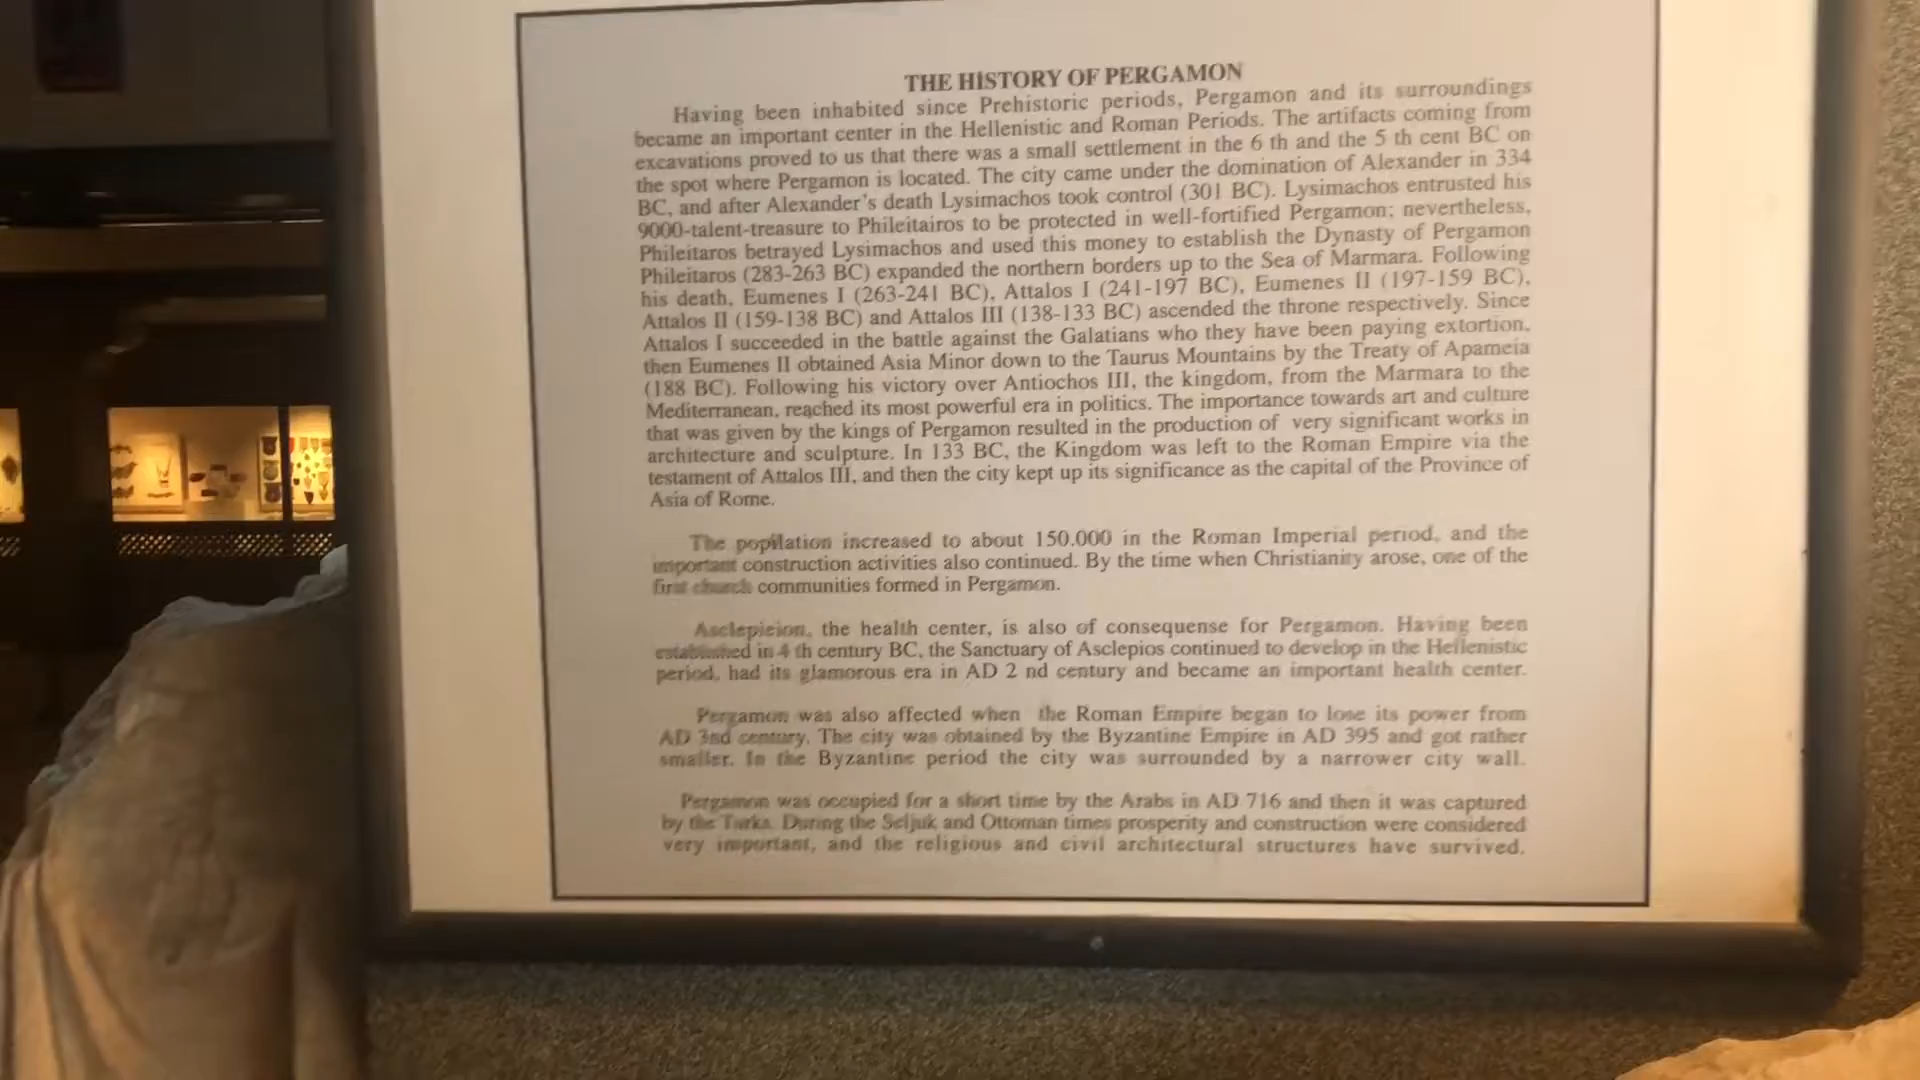 THE HISTORY OF PERGAMON
Having been inhabited since Prehistoric periods, Pergamon and its surroundings
became an important center in the Hellenistic and Roman Periods. The artifacts coming from
excavations proved to us that there was a small settlement in the 6 th and the 5 th cent BC on
the spot where Pergamon is located. The city came under the domination of Alexander in 334
BC, and after Alexander's death Lysimachos took control (301 BC). Lysimachos entrusted his
9000-talent-treasure to Phileitairos to be protected in well-fortified Pergamon; nevertheless,
Phileitaros betrayed Lysimachos and used this money to establish the Dynasty of Pergamon
Phileitaros (283-263 BC) expanded the northern borders up to the Sea of Marmara. Following
his death, Eumenes I (263-241 BC), Attalos I (241-197 BC), Eumenes II (197-159 BC),
Attalos II (159-138 BC) and Attalos III (138-133 BC) ascended the throne respectively. Since
Attalos I succeeded in the battle against the Galatians who they have been paying extortion,
then Eumenes II obtained Asia Minor down to the Taurus Mountains by the Treaty of Apameia
(188 BC). Following his victory over Antiochos III, the kingdom, from the Marmara to the
Mediterranean, reached its most powerful era in politics. The importance towards art and culture
that was given by the kings of Pergamon resulted in the production of very significant works in
architecture and sculpture. In 133 BC, the Kingdom was left to the Roman Empire via the
testament of Attalos III, and then the city kept up its significance as the capital of the Province of
Asia of Rome.
The popilation increased to about 150.000 in the Roman Imperial period, and the
important construction activities also continued. By the time when Christianity arose, one of the
first church communities formed in Pergamon.
Asclepieion, the health center, is also of consequense for Pergamon. Having been
established in 4 th century BC, the Sanctuary of Asclepios continued to develop in the Hellenistic
period, had its glamorous era in AD 2 nd century and became an important health center.
Pergamon was also affected when the Roman Empire began to lose its power from
AD 3nd century. The city was obtained by the Byzantine Empire in AD 395 and got rather
smaller. In the Byzantine period the city was surrounded by a narrower city wall.
Pergamon was occupied for a short time by the Arabs in AD 716 and then it was captured
by the Turks. During the Seljuk and Ottoman times prosperity and construction were considered
very important, and the religious and civil architectural structures have survived.